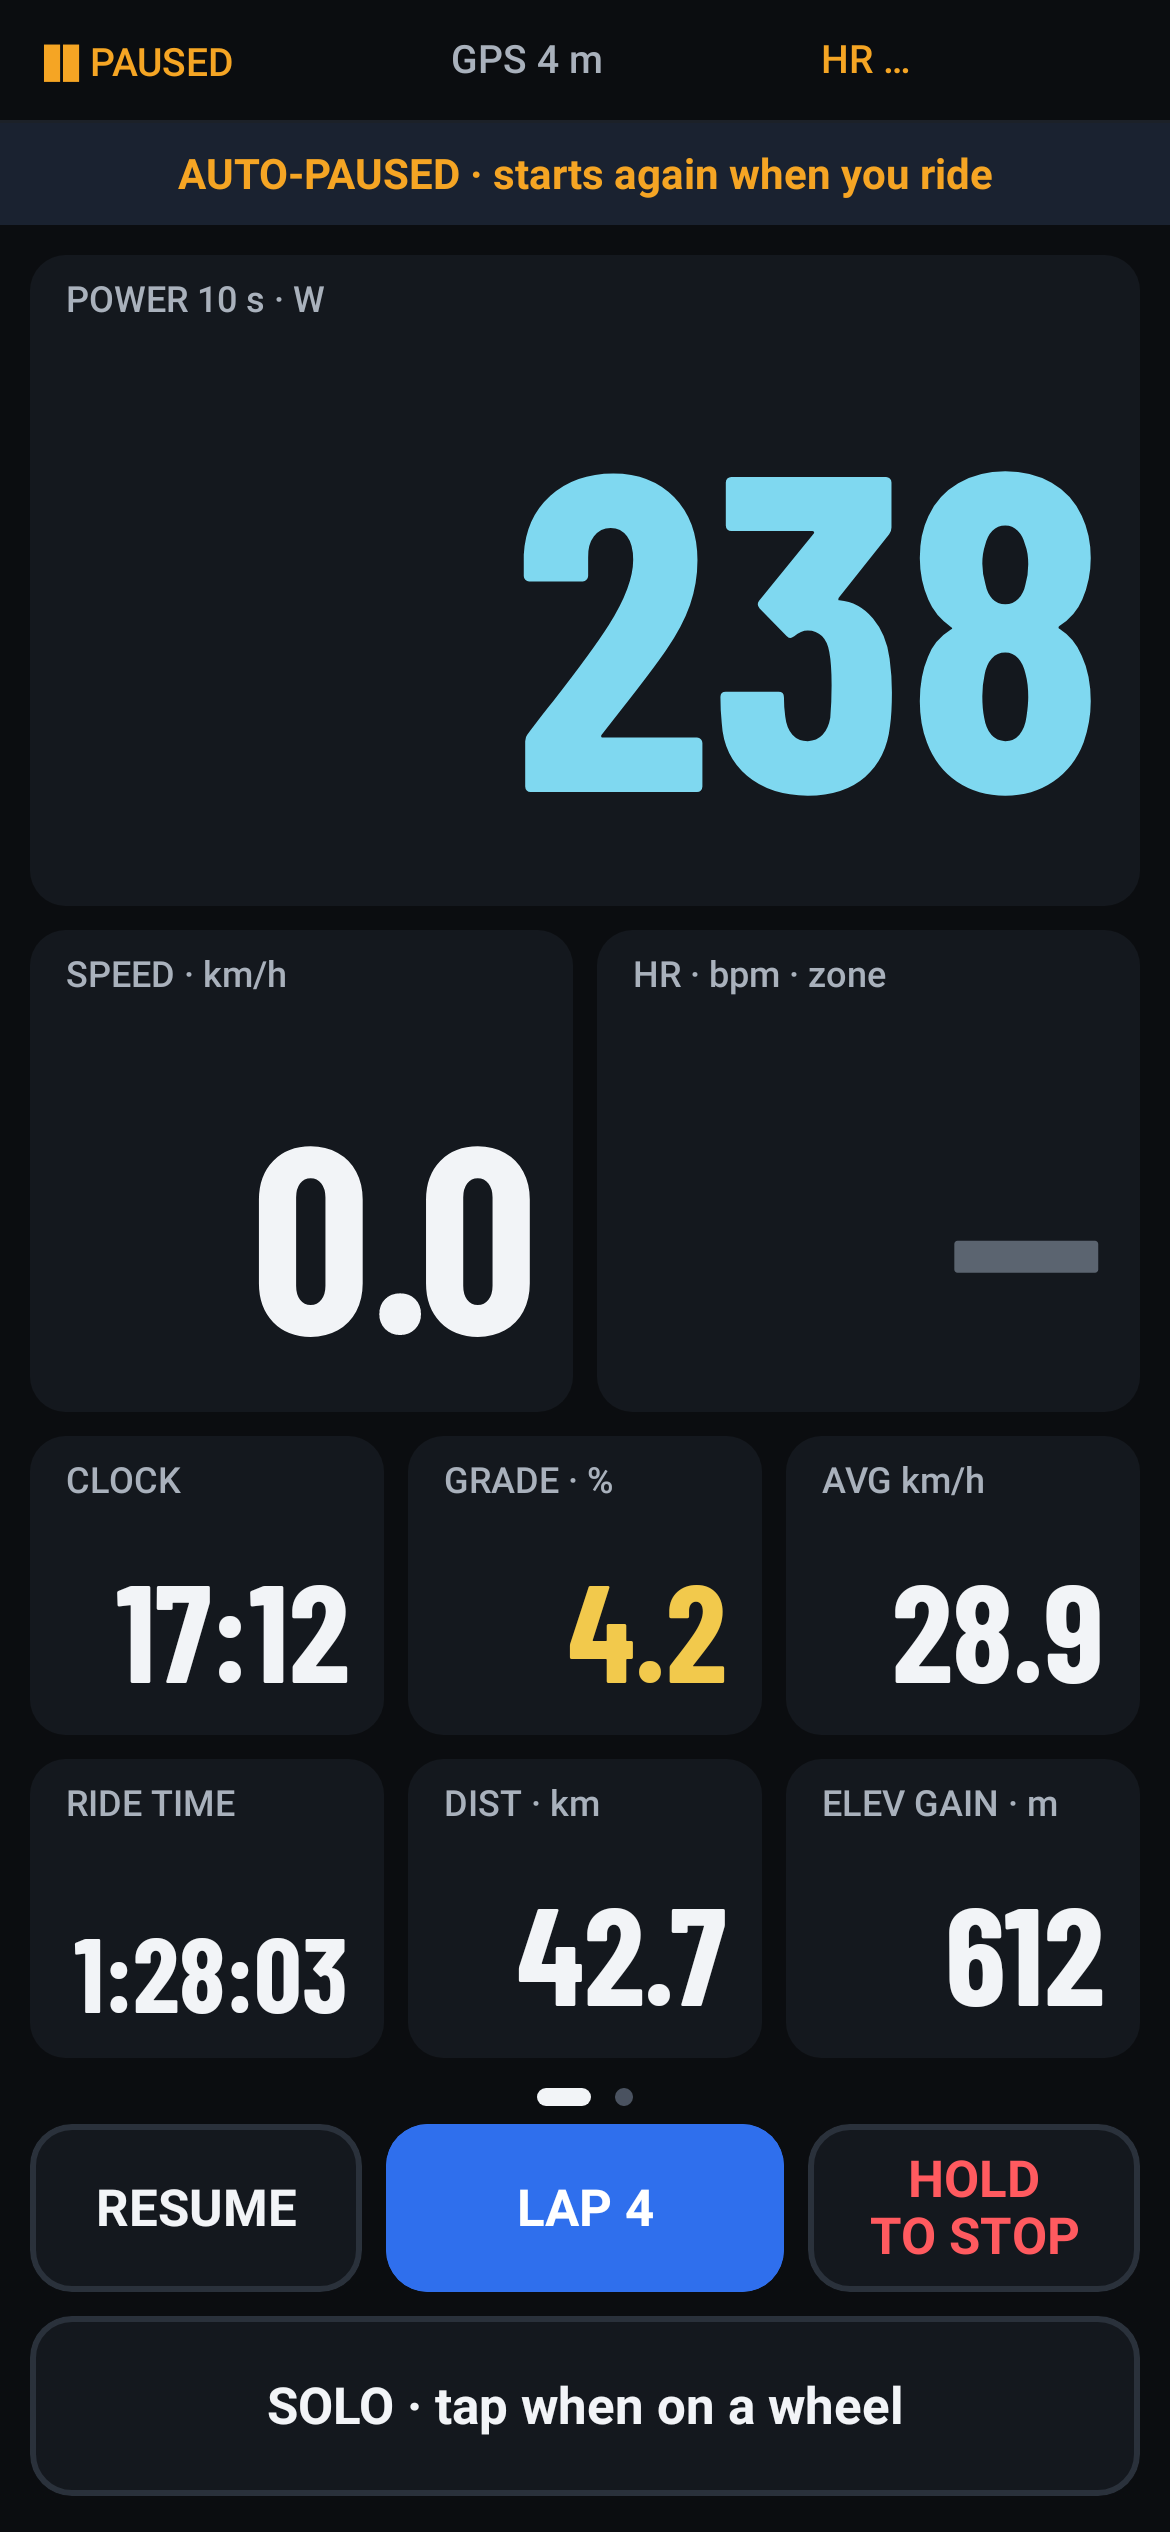 PAUSED
GPS 4 m
HR ...
AUTO-PAUSED · starts again when you ride
POWER 10 s · W
238
SPEED · km/h
HR · bpm · zone
0.0
—
CLOCK
GRADE · %
AVG km/h
17:12
4.2
28.9
RIDE TIME
DIST · km
ELEV GAIN · m
1:28:03
42.7
612
RESUME
LAP 4
HOLD
TO STOP
SOLO · tap when on a wheel